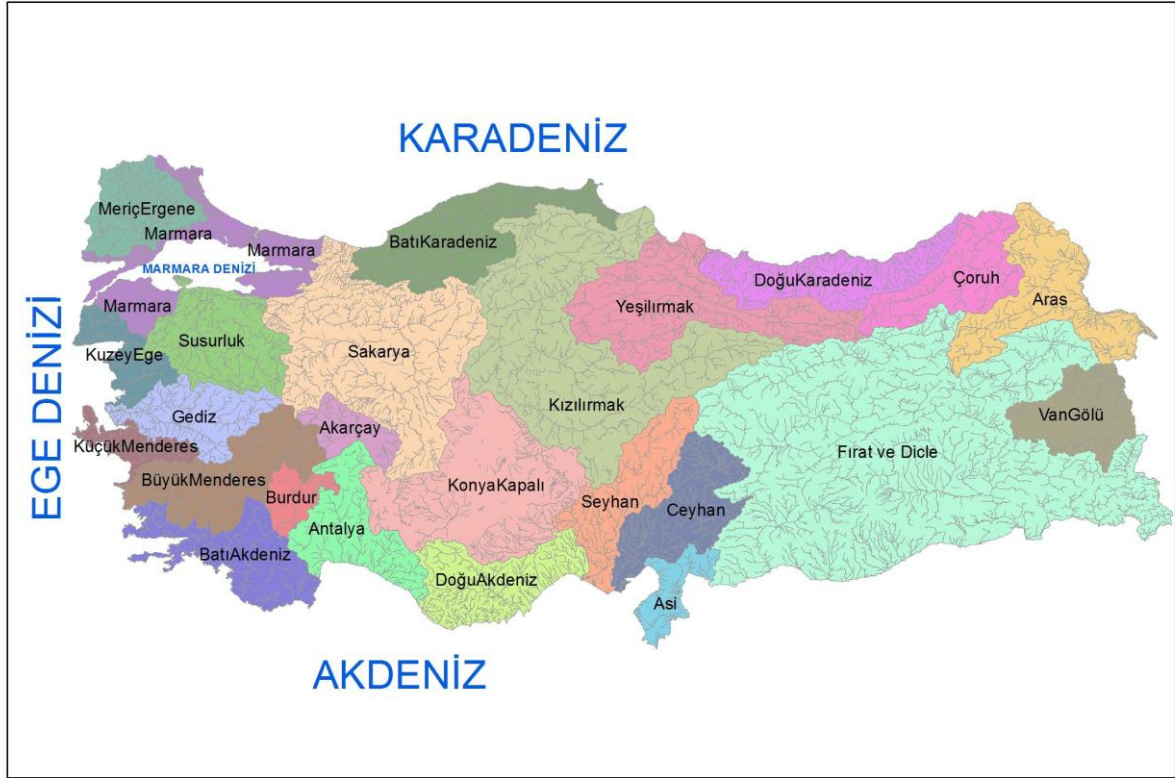 KARADENİZ
MeriçErgene
Marmara
Marmara
BatıKaradeniz
MARMARA DENİZİ
DoğuKaradeniz
Çoruh
Marmara
Yeşilırmak
Aras
KuzeyEge
Susurluk
Sakarya
EGE DENİZİ
Gediz
Kızılırmak
VanGölü
KüçükMenderes
Akarçay
Fırat ve Dicle
BüyükMenderes
Burdur
KonyaKapalı
Seyhan
Ceyhan
Antalya
BatıAkdeniz
DoğuAkdeniz
Asi
AKDENİZ